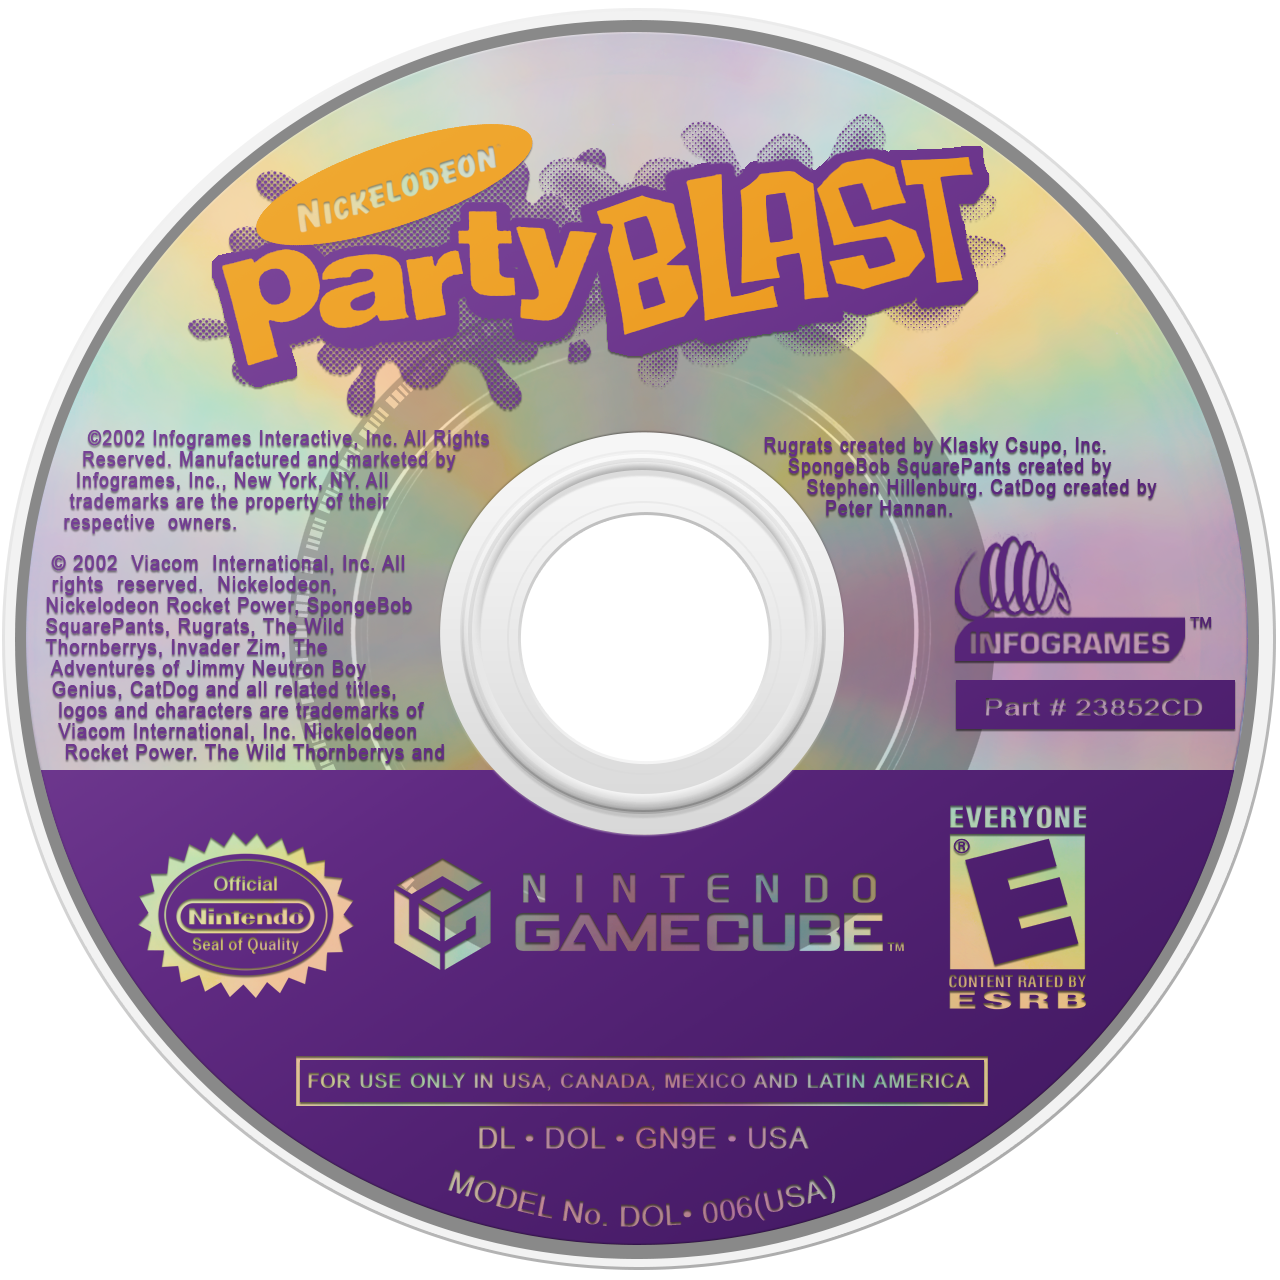 NICKELODEON
partyBLAST
©2002 Infogrames Interactive, Inc. All Rights
Reserved. Manufactured and marketed by
Infogrames, Inc., New York, NY. All
trademarks are the property of their
respective owners.
© 2002 Viacom International, Inc. All
rights reserved. Nickelodeon,
Nickelodeon Rocket Power, SpongeBob
SquarePants, Rugrats, The Wild
Thornberrys, Invader Zim, The
Adventures of Jimmy Neutron Boy
Genius, CatDog and all related titles,
logos and characters are trademarks of
Viacom International, Inc. Nickelodeon
Rocket Power. The Wild Thornberrys and
Rugrats created by Klasky Csupo, Inc.
SpongeBob SquarePants created by
Stephen Hillenburg. CatDog created by
Peter Hannan.
INFOGRAMES™
Part # 23852CD
Official
Nintendo®
Seal of Quality
NINTENDO
GAMECUBE™
EVERYONE
®
E
CONTENT RATED BY
ESRB
FOR USE ONLY IN USA, CANADA, MEXICO AND LATIN AMERICA
DL • DOL • GN9E • USA
MODEL No. DOL• 006(USA)